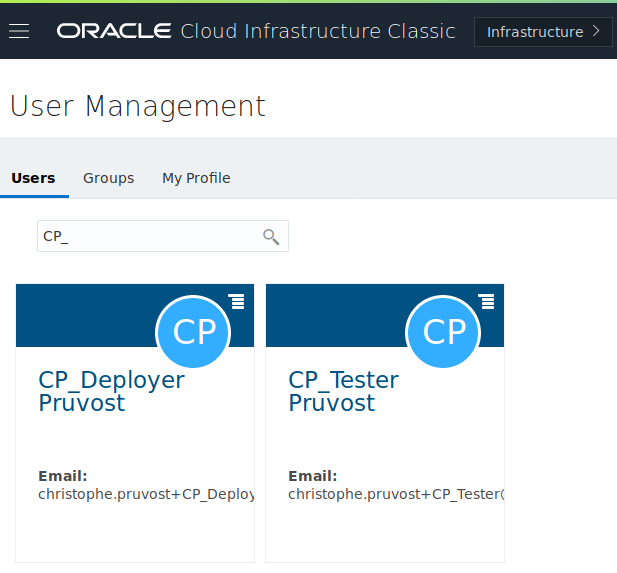 ORACLE Cloud Infrastructure Classic
Infrastructure
User Management
Users Groups My Profile
CP_
CP
CP_Deployer
Pruvost
Email:
christophe.pruvost+CP_Deploy
CP
CP_Tester
Pruvost
Email:
christophe.pruvost+CP_Tester@